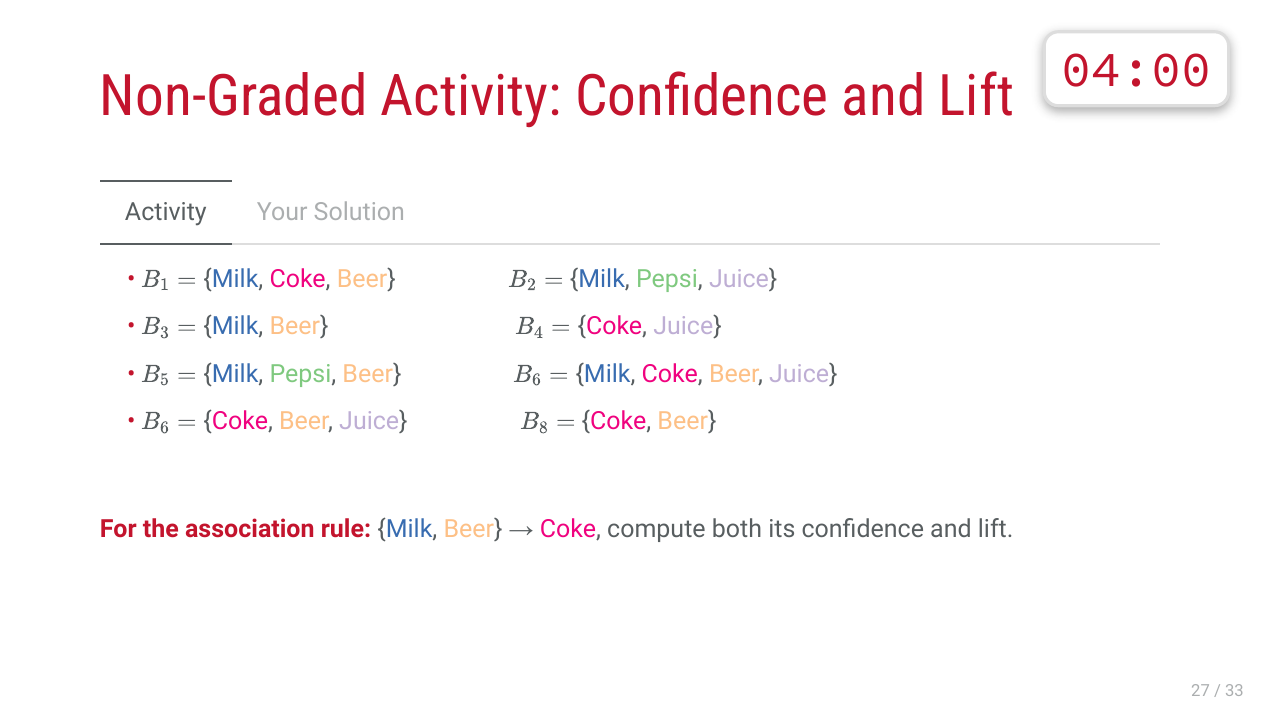 Non-Graded Activity: Confidence and Lift
04:00
Activity Your Solution
• B₁ = {Milk, Coke, Beer} B₂ = {Milk, Pepsi, Juice}
• B₃ = {Milk, Beer} B₄ = {Coke, Juice}
• B₅ = {Milk, Pepsi, Beer} B₆ = {Milk, Coke, Beer, Juice}
• B₆ = {Coke, Beer, Juice} B₈ = {Coke, Beer}
For the association rule: {Milk, Beer} → Coke, compute both its confidence and lift.
27 / 33